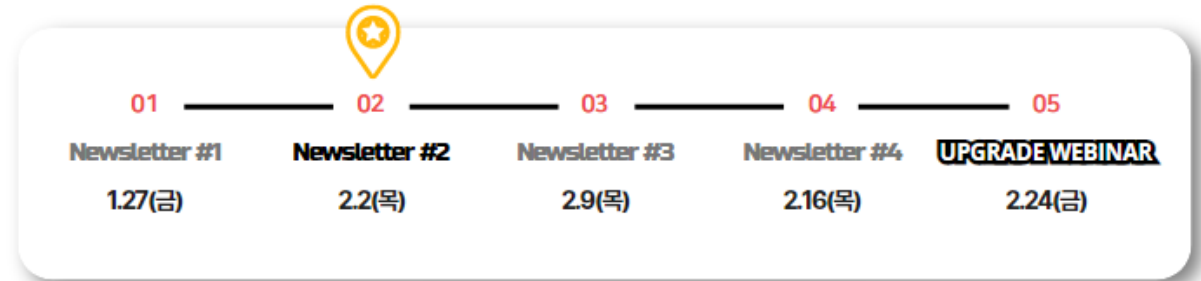 01 02 03 04 05
Newsletter #1 Newsletter #2 Newsletter #3 Newsletter #4 UPGRADE WEBINAR
1.27(금) 2.2(목) 2.9(목) 2.16(목) 2.24(금)